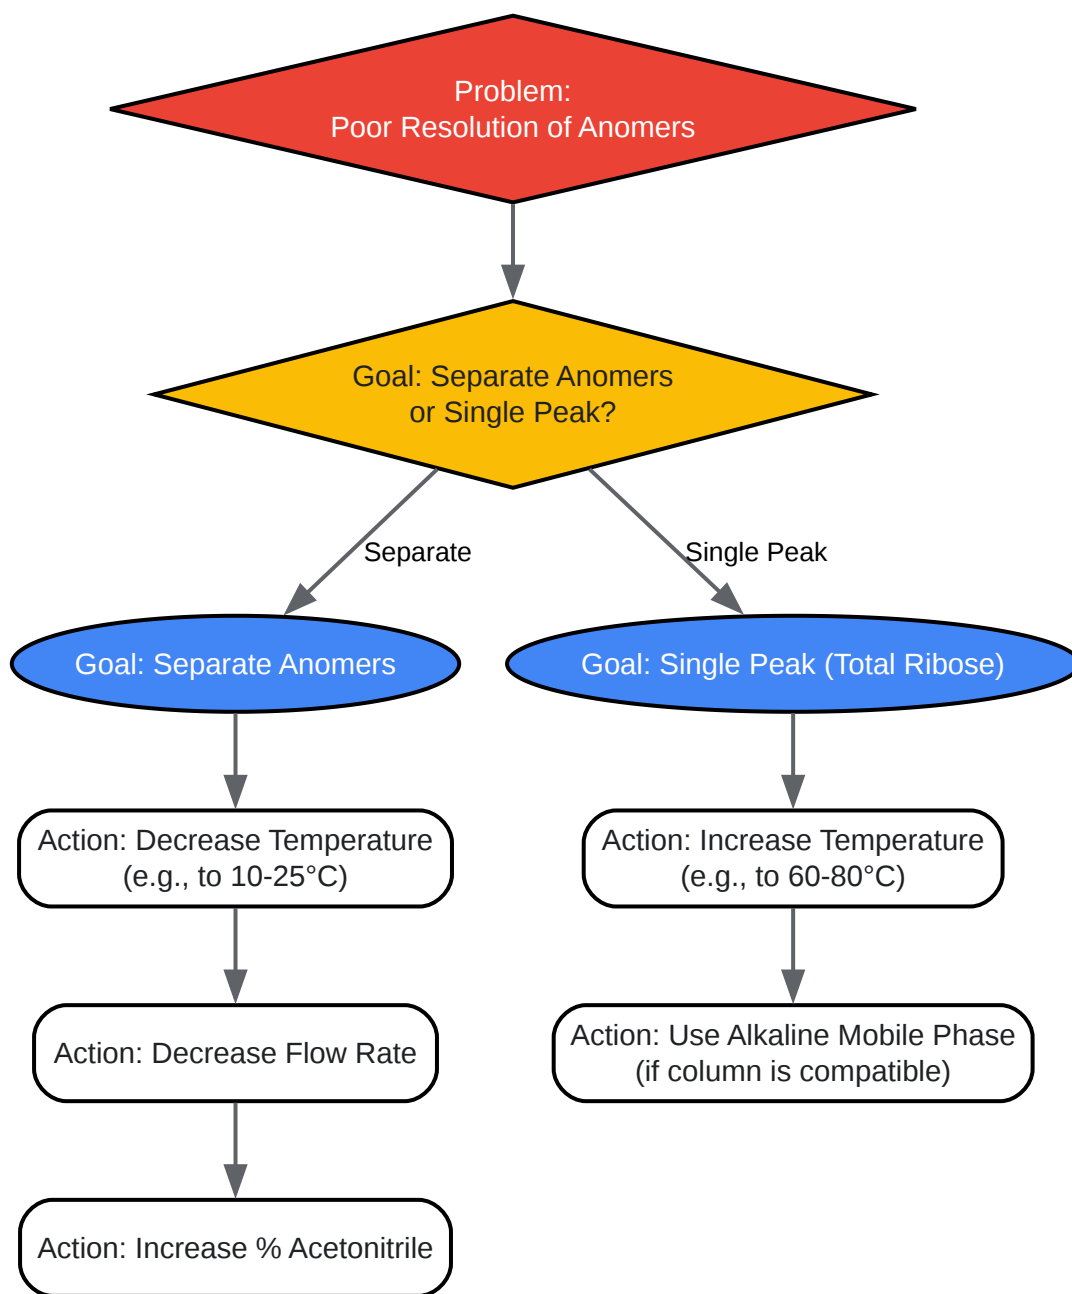 Problem:
Poor Resolution of Anomers
Goal: Separate Anomers
or Single Peak?
Separate
Single Peak
Goal: Separate Anomers
Goal: Single Peak (Total Ribose)
Action: Decrease Temperature
(e.g., to 10-25°C)
Action: Increase Temperature
(e.g., to 60-80°C)
Action: Decrease Flow Rate
Action: Use Alkaline Mobile Phase
(if column is compatible)
Action: Increase % Acetonitrile